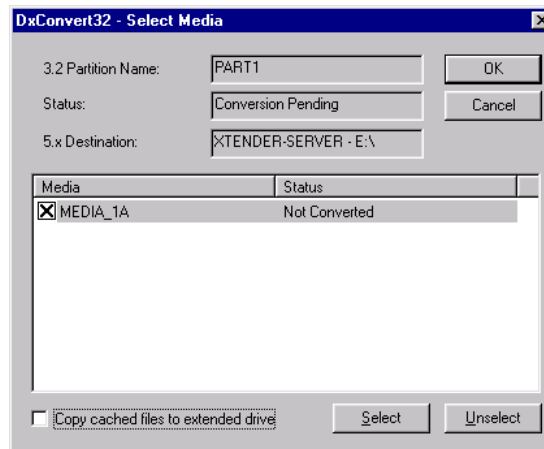 DxConvert32 - Select Media
3.2 Partition Name: PART1 OK
Status: Conversion Pending Cancel
5.x Destination: XTENDER-SERVER - E:\
Media Status
MEDIA_1A Not Converted
Copy cached files to extended drive Select Unselect